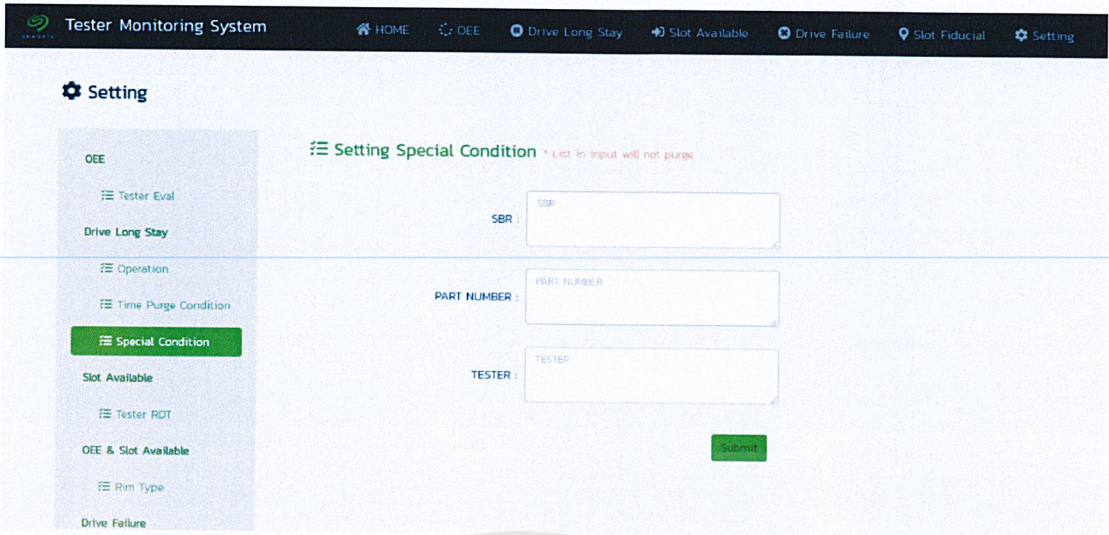 SEAGATE
Tester Monitoring System
HOME
OEE
Drive Long Stay
Slot Available
Drive Failure
Slot Fiducial
Setting
Setting
OEE
Tester Eval
Drive Long Stay
Operation
Time Purge Condition
Special Condition
Slot Available
Tester RDT
OEE & Slot Available
Rim Type
Drive Failure
Setting Special Condition * List in input will not purge
SBR :
SBR
PART NUMBER :
PART NUMBER
TESTER :
TESTER
Submit